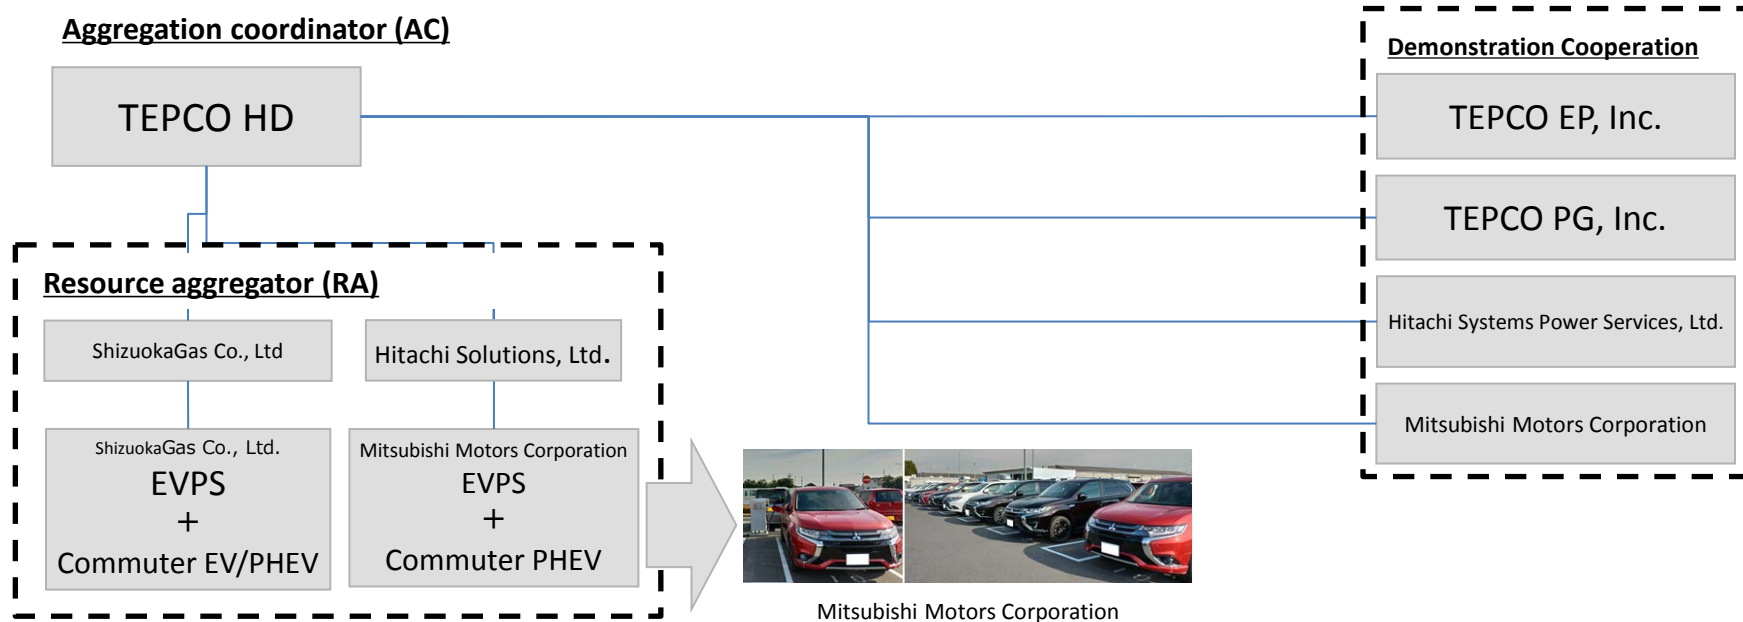 Aggregation coordinator (AC)
TEPCO HD
Resource aggregator (RA)
ShizuokaGas Co., Ltd
Hitachi Solutions, Ltd.
ShizuokaGas Co., Ltd.
EVPS
+
Commuter EV/PHEV
Mitsubishi Motors Corporation
EVPS
+
Commuter PHEV
Mitsubishi Motors Corporation
Demonstration Cooperation
TEPCO EP, Inc.
TEPCO PG, Inc.
Hitachi Systems Power Services, Ltd.
Mitsubishi Motors Corporation